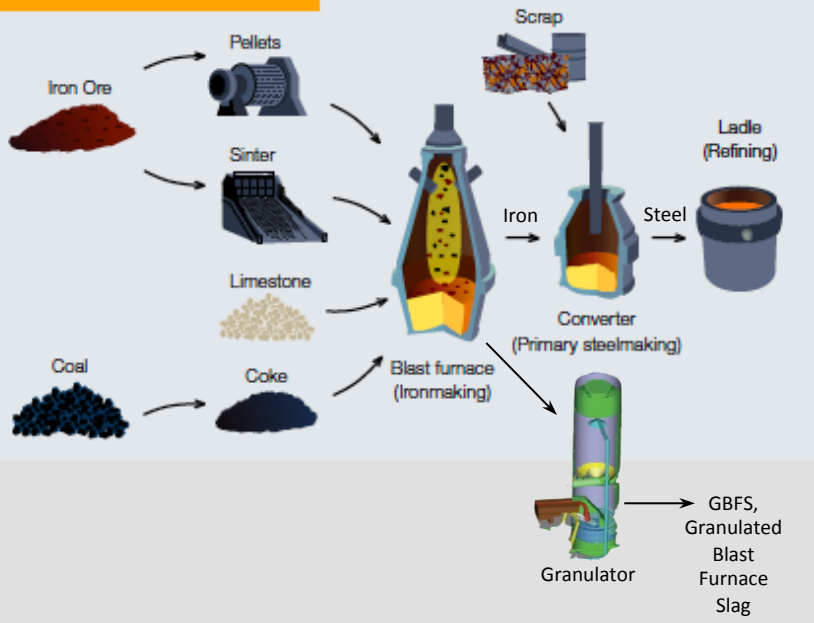 Scrap
Pellets
Iron Ore
Ladle
(Refining)
Sinter
Iron
Steel
Limestone
Converter
(Primary steelmaking)
Coal
Coke
Blast furnace
(Ironmaking)
GBFS,
Granulated
Blast
Furnace
Slag
Granulator